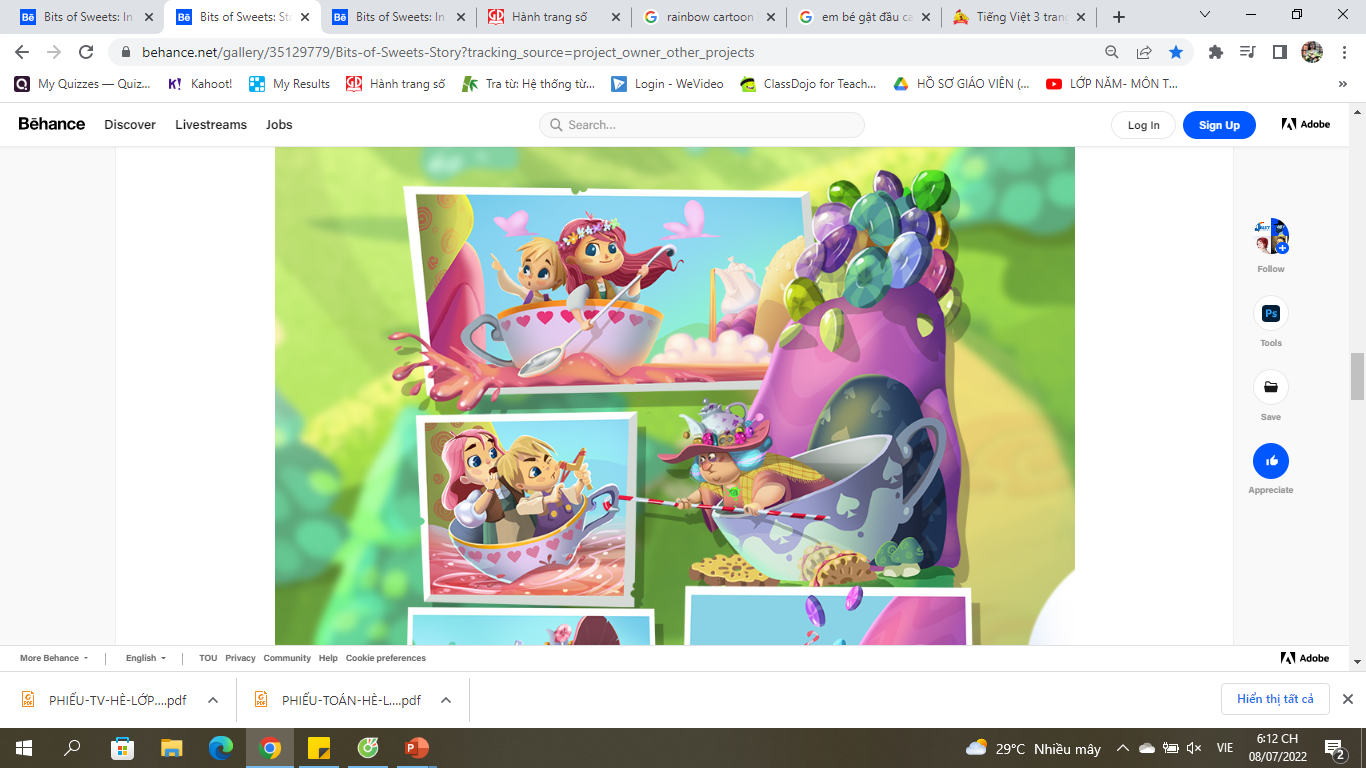 Bē Bits of Sweets: In
Bē Bits of Sweets: Sto
Bē Bits of Sweets: In
Hành trang số
rainbow cartoon
em bé gật đầu ca
Tiếng Việt 3 trang
behance.net/gallery/35129779/Bits-of-Sweets-Story?tracking_source=project_owner_other_projects
My Quizzes — Quiz...
K! Kahoot!
My Results
Hành trang số
Tra từ: Hệ thống từ...
Login - WeVideo
ClassDojo for Teach...
HỒ SƠ GIÁO VIÊN (...
LỚP NĂM- MÔN T...
»
Bēhance
Discover
Livestreams
Jobs
Search...
Log In
Sign Up
Adobe
Follow
Ps
Tools
Save
Appreciate
More Behance
English
TOU
Privacy
Community
Help
Cookie preferences
Adobe
PHIẾU-TV-HÈ-LỚP....pdf
PHIẾU-TOÁN-HÈ-L....pdf
Hiển thị tất cả
29°C Nhiều mây
VIE
6:12 CH
08/07/2022
2